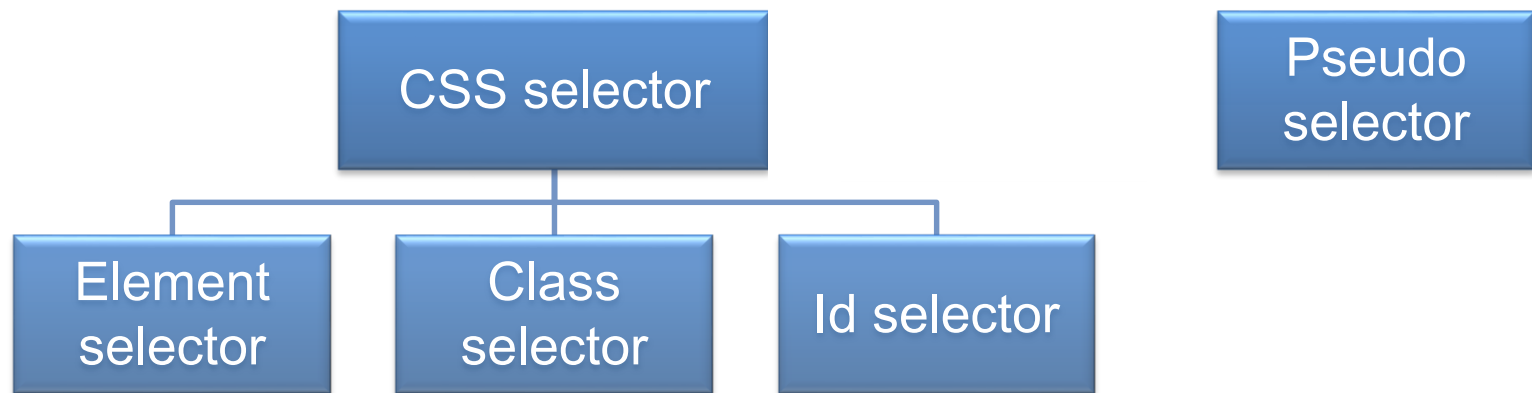 CSS selector
Pseudo
selector
Element
selector
Class
selector
Id selector